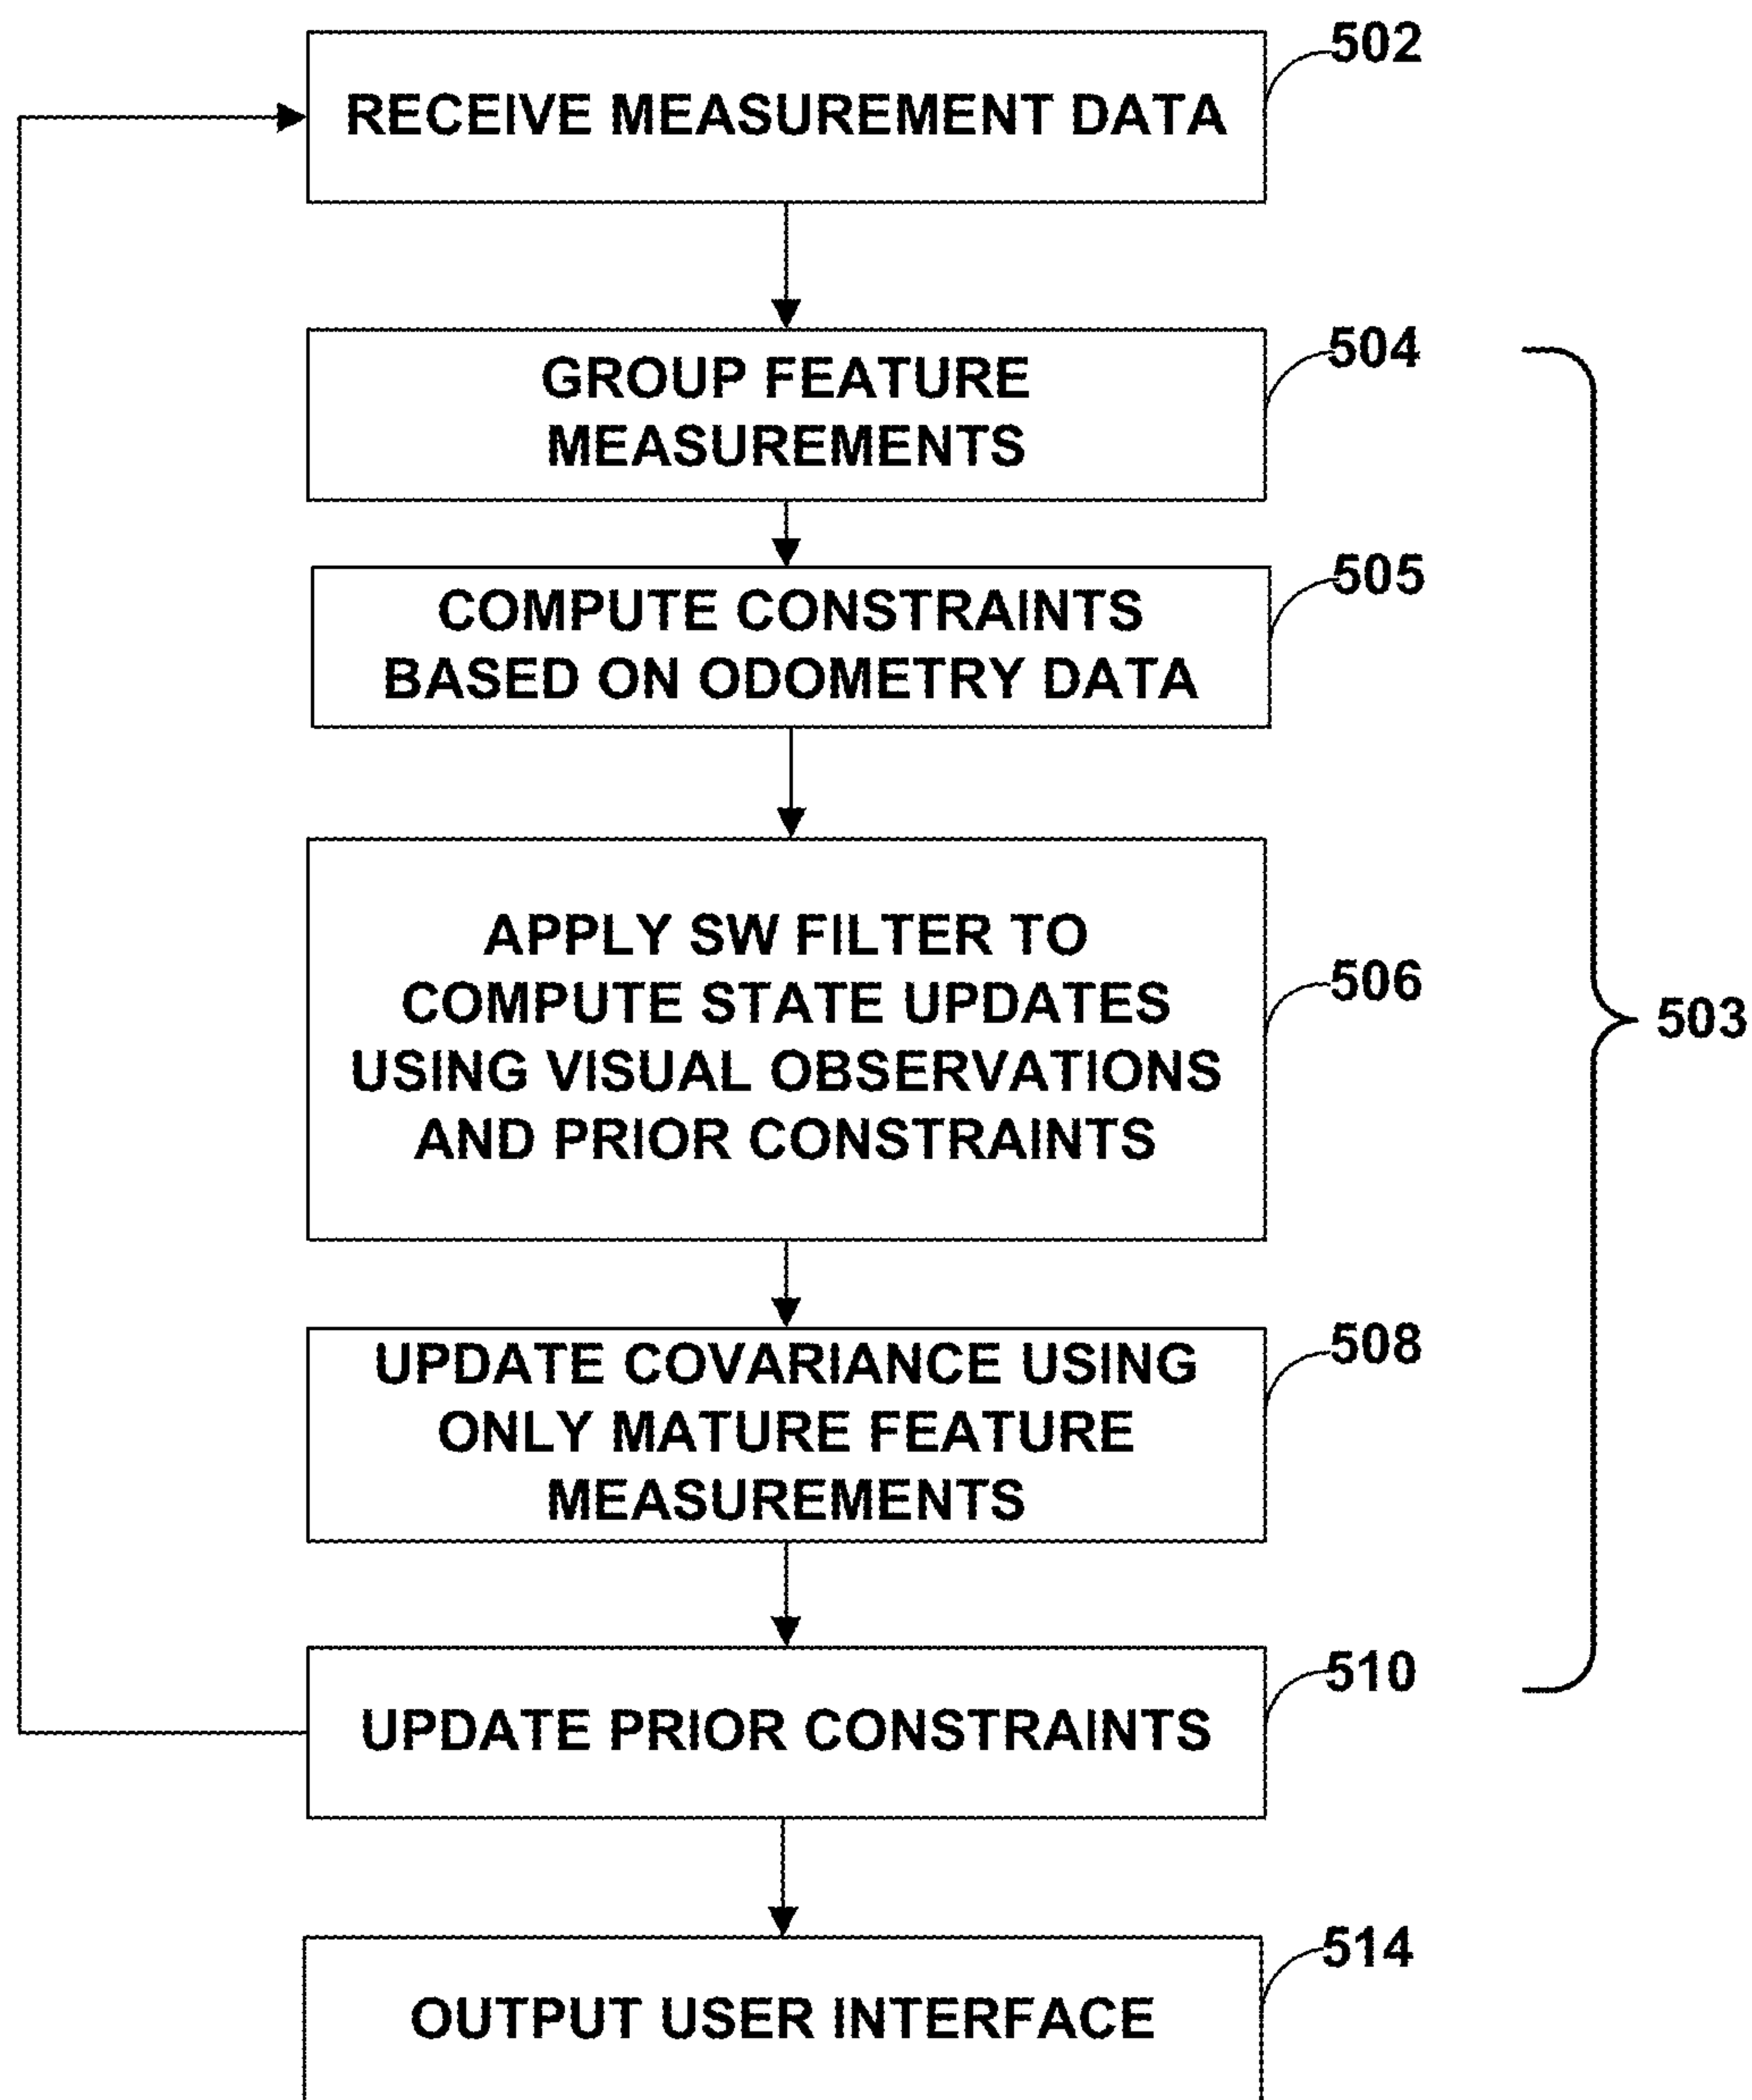 502
RECEIVE MEASUREMENT DATA
504
GROUP FEATURE
MEASUREMENTS
505
COMPUTE CONSTRAINTS
BASED ON ODOMETRY DATA
APPLY SW FILTER TO
COMPUTE STATE UPDATES
USING VISUAL OBSERVATIONS
AND PRIOR CONSTRAINTS
506
503
UPDATE COVARIANCE USING
ONLY MATURE FEATURE
MEASUREMENTS
508
510
UPDATE PRIOR CONSTRAINTS
514
OUTPUT USER INTERFACE